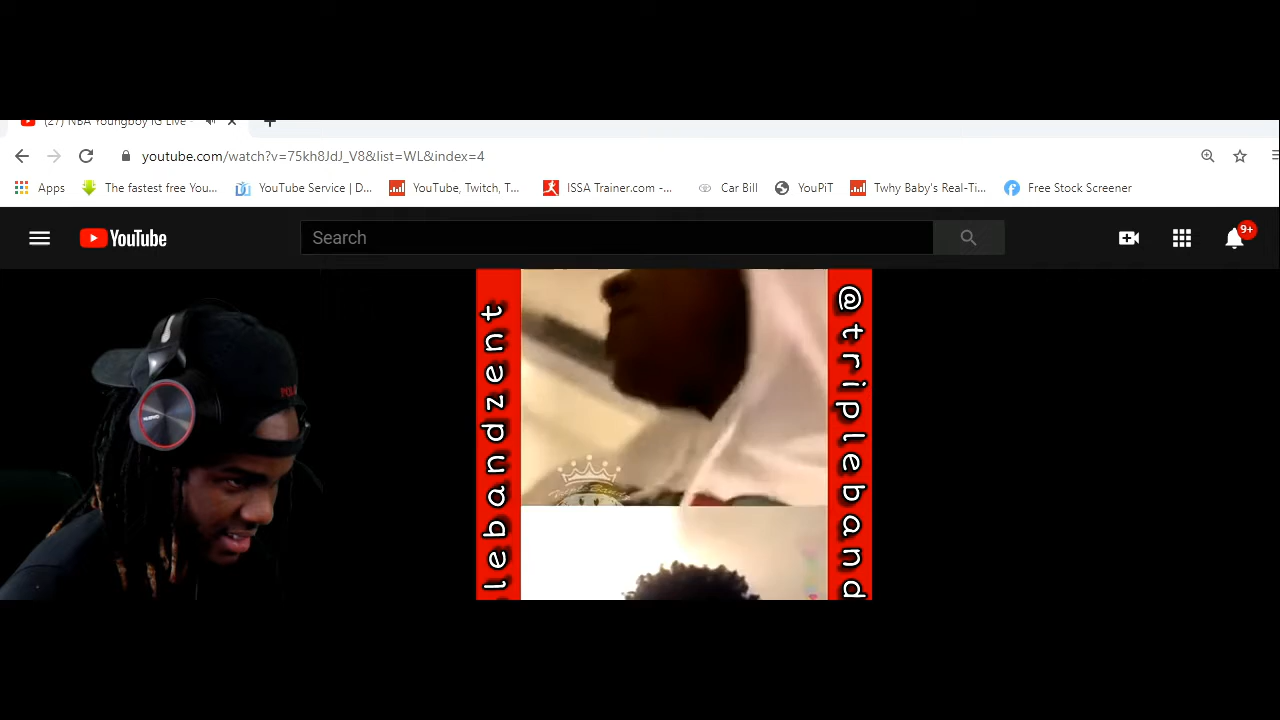 (27) NBA Youngboy IG Live -
youtube.com/watch?v=75kh8JdJ_V8&list=WL&index=4
Apps The fastest free You... YouTube Service | D... YouTube, Twitch, T... ISSA Trainer.com -... Car Bill YouPiT Twhy Baby's Real-Ti... Free Stock Screener
YouTube Search 9+
lebandzent
@tripleband